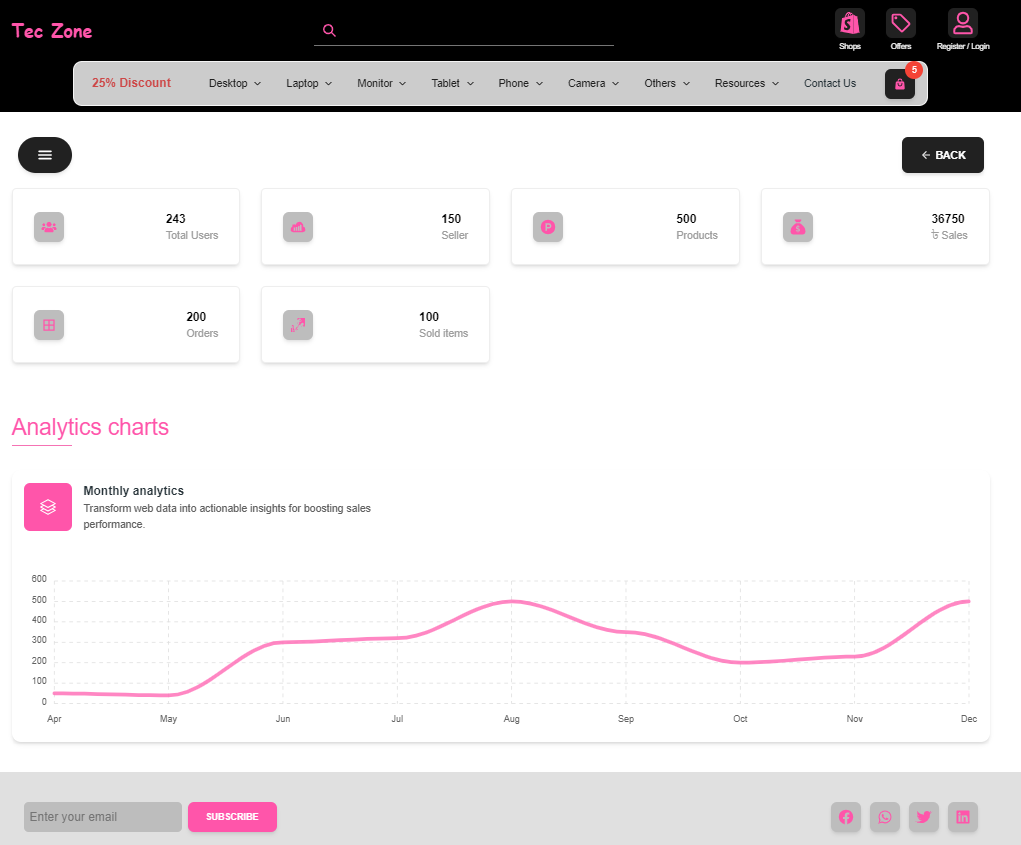 Tec Zone
Shops
Offers
Register / Login
25% Discount
Desktop
Laptop
Monitor
Tablet
Phone
Camera
Others
Resources
Contact Us
5
BACK
243
Total Users
150
Seller
500
Products
36750
৳ Sales
200
Orders
100
Sold items
Analytics charts
Monthly analytics
Transform web data into actionable insights for boosting sales
performance.
600
500
400
300
200
100
0
Apr
May
Jun
Jul
Aug
Sep
Oct
Nov
Dec
Enter your email
SUBSCRIBE